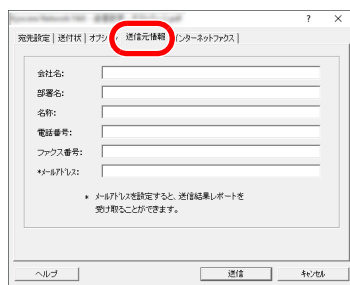 ? ×
宛先設定 送付状 オプション 送信元情報 インターネットファクス
会社名:
部署名:
名称:
電話番号:
ファクス番号:
*メールアドレス:
* メールアドレスを設定すると、送信結果レポートを
受け取ることができます。
ヘルプ 送信 キャンセル